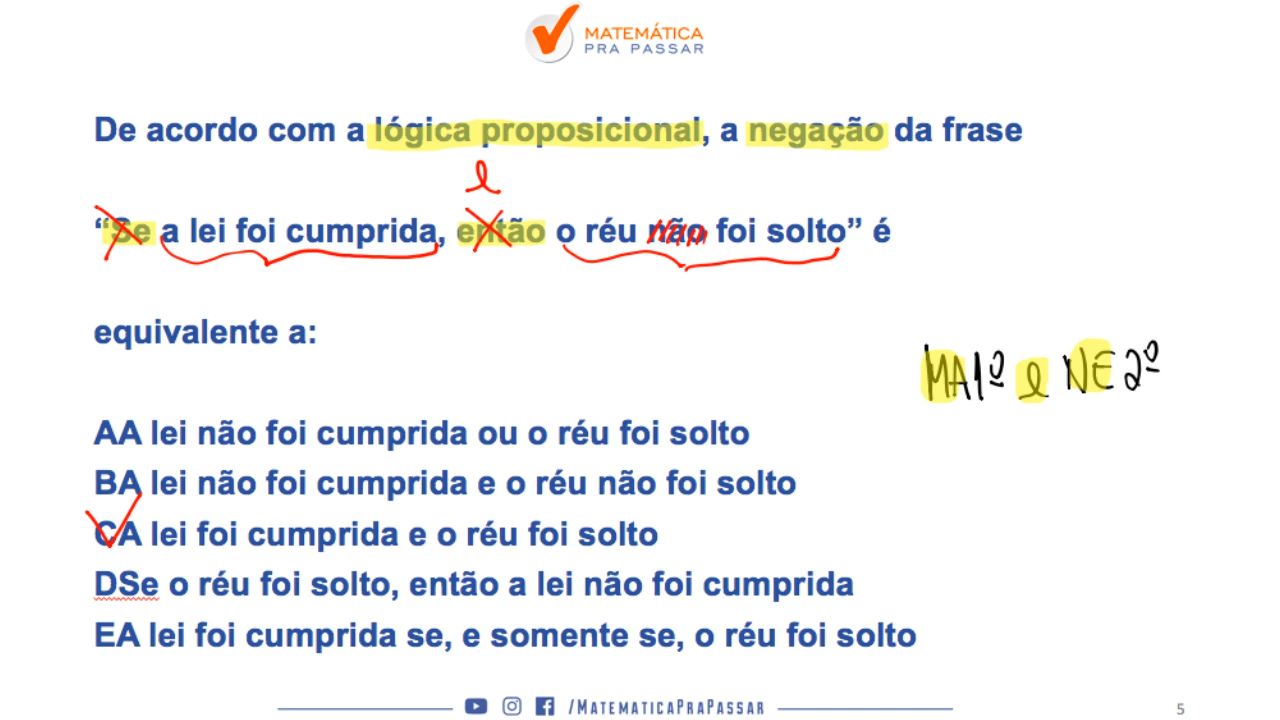 MATEMÁTICA
PRA PASSAR
De acordo com a lógica proposicional, a negação da frase
e
“Se a lei foi cumprida, então o réu não foi solto” é
equivalente a:
MA1º e NE2º
AA lei não foi cumprida ou o réu foi solto
BA lei não foi cumprida e o réu não foi solto
CA lei foi cumprida e o réu foi solto
DSe o réu foi solto, então a lei não foi cumprida
EA lei foi cumprida se, e somente se, o réu foi solto
/MATEMATICAPRAPASSAR
5